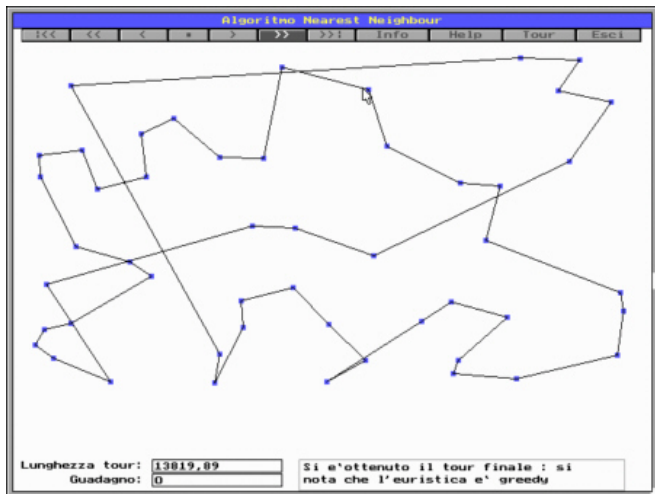 Algoritmo Nearest Neighbour
:<< << < ▪ > >> >>: Info Help Tour Esci
Lunghezza tour: 13819,89
Guadagno: 0
Si e'ottenuto il tour finale : si
nota che l'euristica e' greedy